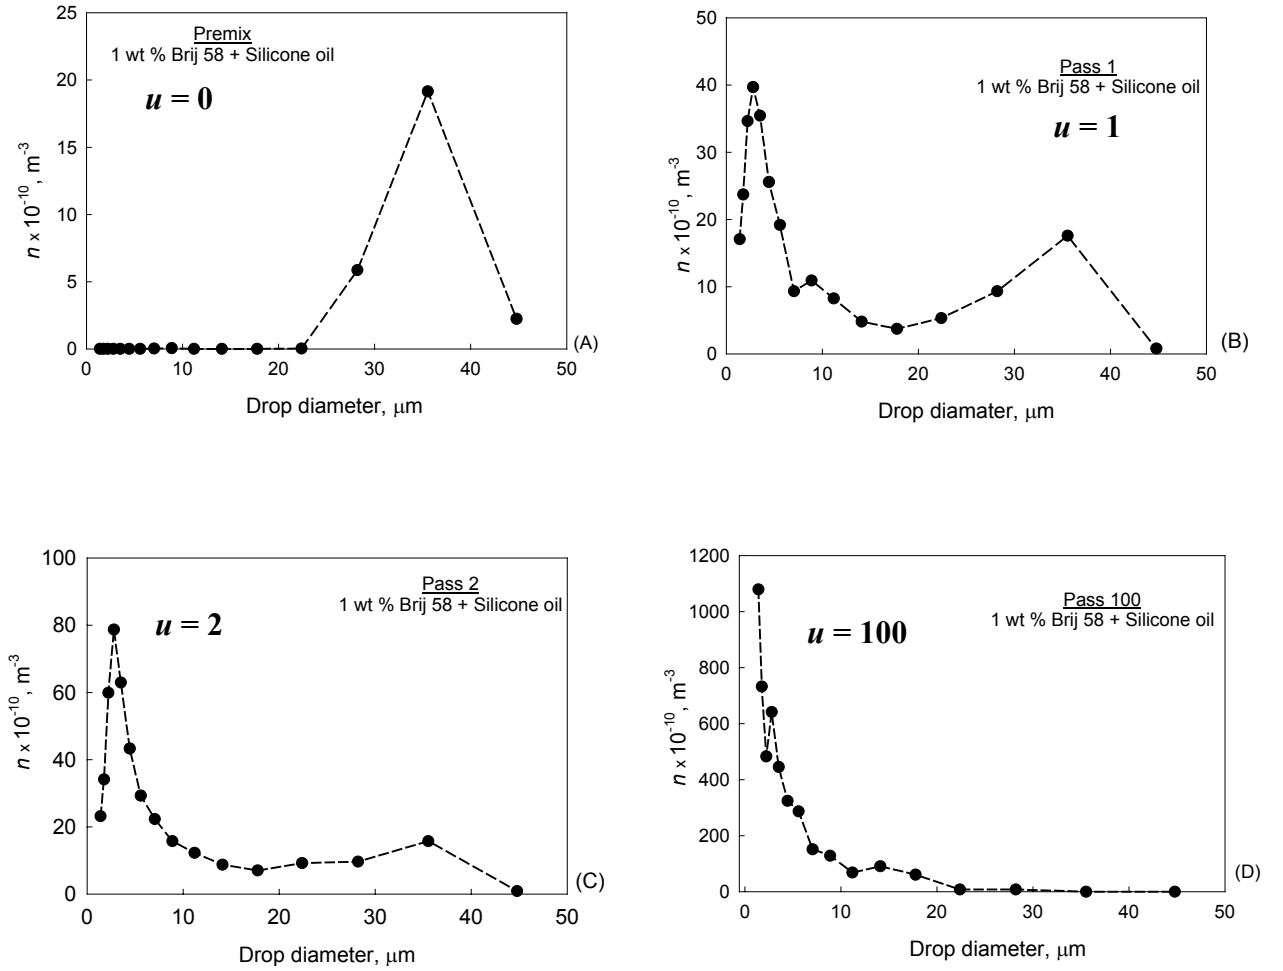 Premix
1 wt % Brij 58 + Silicone oil
u = 0
25
20
15
10
5
0
n x 10⁻¹⁰, m⁻³
0 10 20 30 40 50
Drop diameter, μm
(A)
Pass 1
1 wt % Brij 58 + Silicone oil
u = 1
50
40
30
20
10
0
n x 10⁻¹⁰, m⁻³
0 10 20 30 40 50
Drop diamater, μm
(B)
Pass 2
1 wt % Brij 58 + Silicone oil
u = 2
100
80
60
40
20
0
n x 10⁻¹⁰, m⁻³
0 10 20 30 40 50
Drop diameter, μm
(C)
Pass 100
1 wt % Brij 58 + Silicone oil
u = 100
1200
1000
800
600
400
200
0
n x 10⁻¹⁰, m⁻³
0 10 20 30 40 50
Drop diameter, μm
(D)